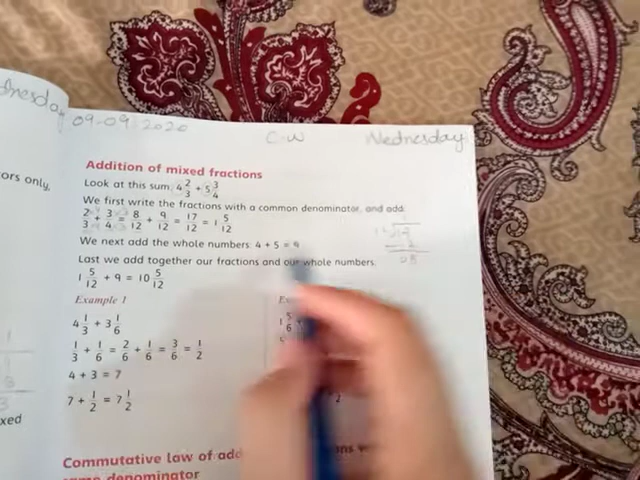 09-09-2020 C.W Wednesday
ors only,
Addition of mixed fractions
Look at this sum, 4 2/3 + 5 3/4
We first write the fractions with a common denominator, and add:
2/3 + 3/4 = 8/12 + 9/12 = 17/12 = 1 5/12
We next add the whole numbers: 4 + 5 = 9
Last we add together our fractions and our whole numbers:
1 5/12 + 9 = 10 5/12
Example 1
4 1/3 + 3 1/6
1/3 + 1/6 = 2/6 + 1/6 = 3/6 = 1/2
4 + 3 = 7
7 + 1/2 = 7 1/2
xed
Commutative law of
same denominator